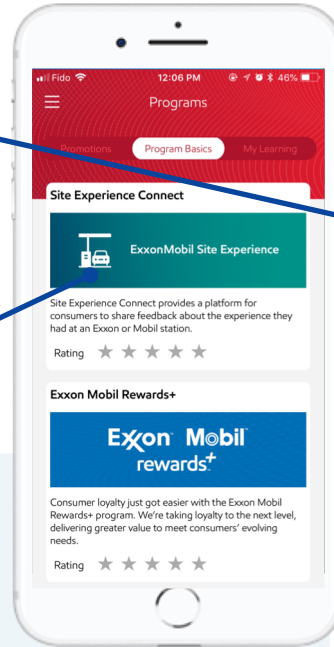 Fido 12:06 PM 46%
Programs
Promotions Program Basics My Learning
Site Experience Connect
ExxonMobil Site Experience
Site Experience Connect provides a platform for
consumers to share feedback about the experience they
had at an Exxon or Mobil station.
Rating
Exxon Mobil Rewards+
Exxon Mobil
rewards+
Consumer loyalty just got easier with the Exxon Mobil
Rewards+ program. We're taking loyalty to the next level,
delivering greater value to meet consumers' evolving
needs.
Rating